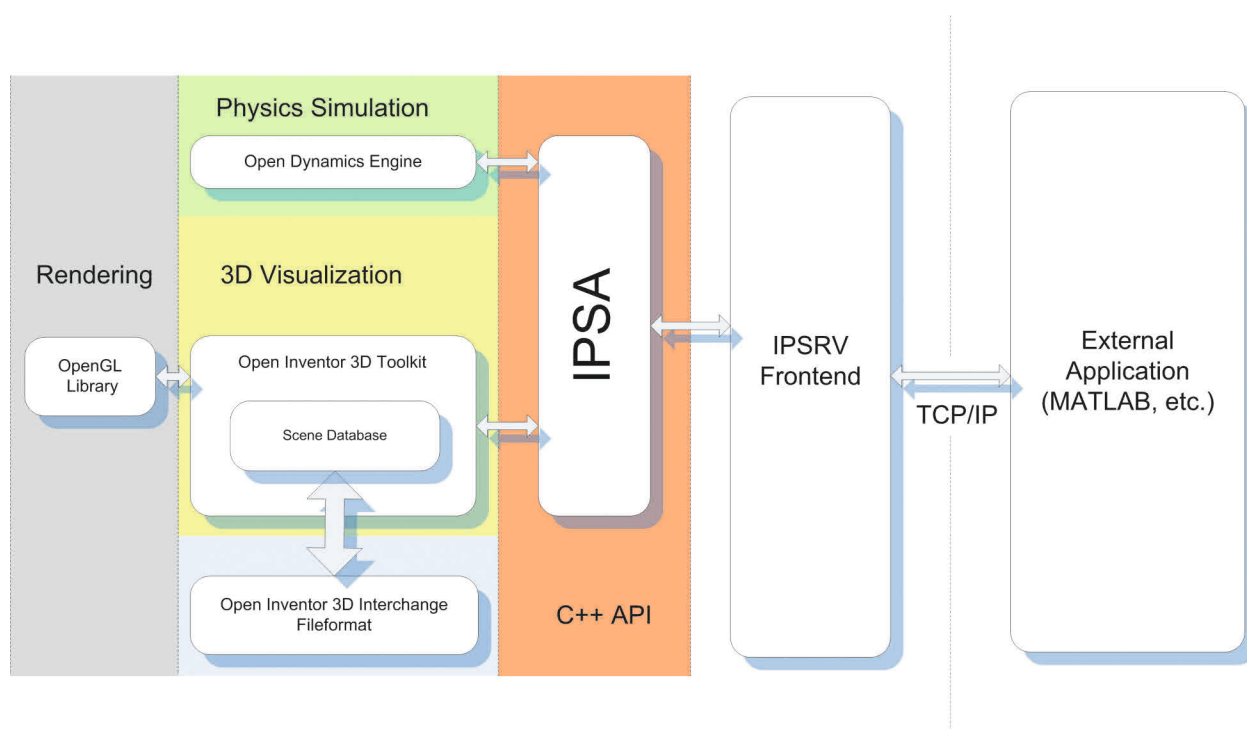 Physics Simulation
Open Dynamics Engine
Rendering
3D Visualization
OpenGL
Library
Open Inventor 3D Toolkit
Scene Database
Open Inventor 3D Interchange
Fileformat
IPSA
C++ API
IPSRV
Frontend
TCP/IP
External
Application
(MATLAB, etc.)